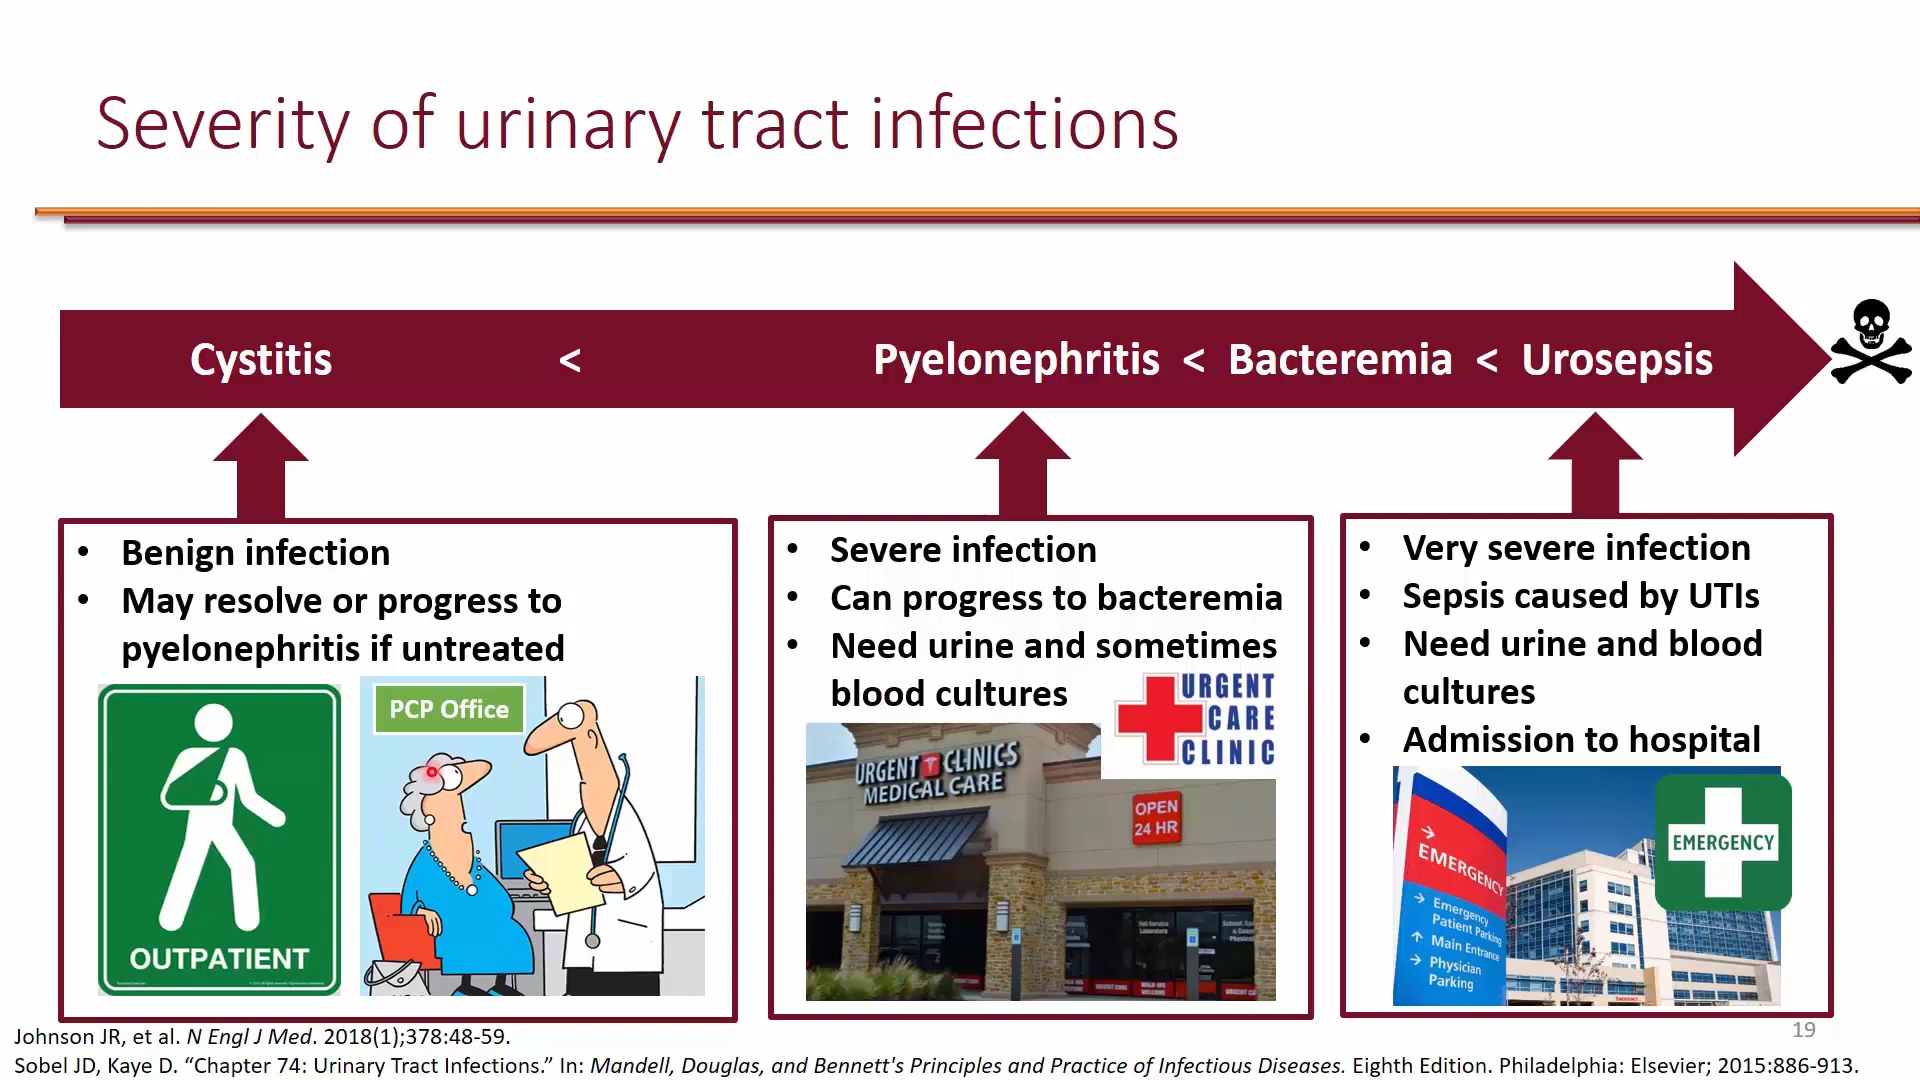 Severity of urinary tract infections
Cystitis < Pyelonephritis < Bacteremia < Urosepsis
• Benign infection
• May resolve or progress to
pyelonephritis if untreated
OUTPATIENT
PCP Office
• Severe infection
• Can progress to bacteremia
• Need urine and sometimes
blood cultures
URGENT
CARE
CLINIC
URGENT CLINICS
MEDICAL CARE
OPEN
24 HR
• Very severe infection
• Sepsis caused by UTIs
• Need urine and blood
cultures
• Admission to hospital
→
EMERGENCY
→ Emergency
Patient Parking
↑ Main Entrance
→ Physician
Parking
EMERGENCY
19
Johnson JR, et al. N Engl J Med. 2018(1);378:48-59.
Sobel JD, Kaye D. “Chapter 74: Urinary Tract Infections.” In: Mandell, Douglas, and Bennett's Principles and Practice of Infectious Diseases. Eighth Edition. Philadelphia: Elsevier; 2015:886-913.